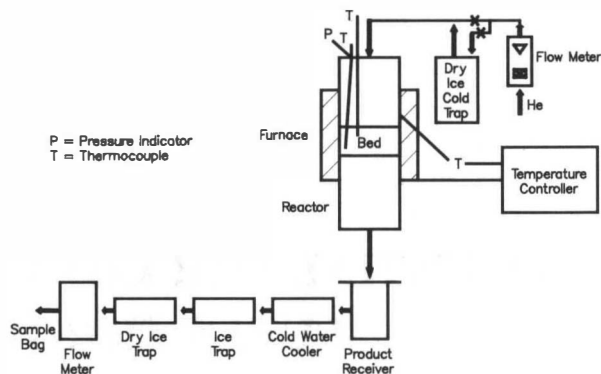 T
P T
Flow Meter
Dry
Ice
Cold
Trap
He
P = Pressure Indicator
T = Thermocouple
Furnace
Bed
T
Temperature
Controller
Reactor
Sample
Bag
Flow
Meter
Dry Ice
Trap
Ice
Trap
Cold Water
Cooler
Product
Receiver